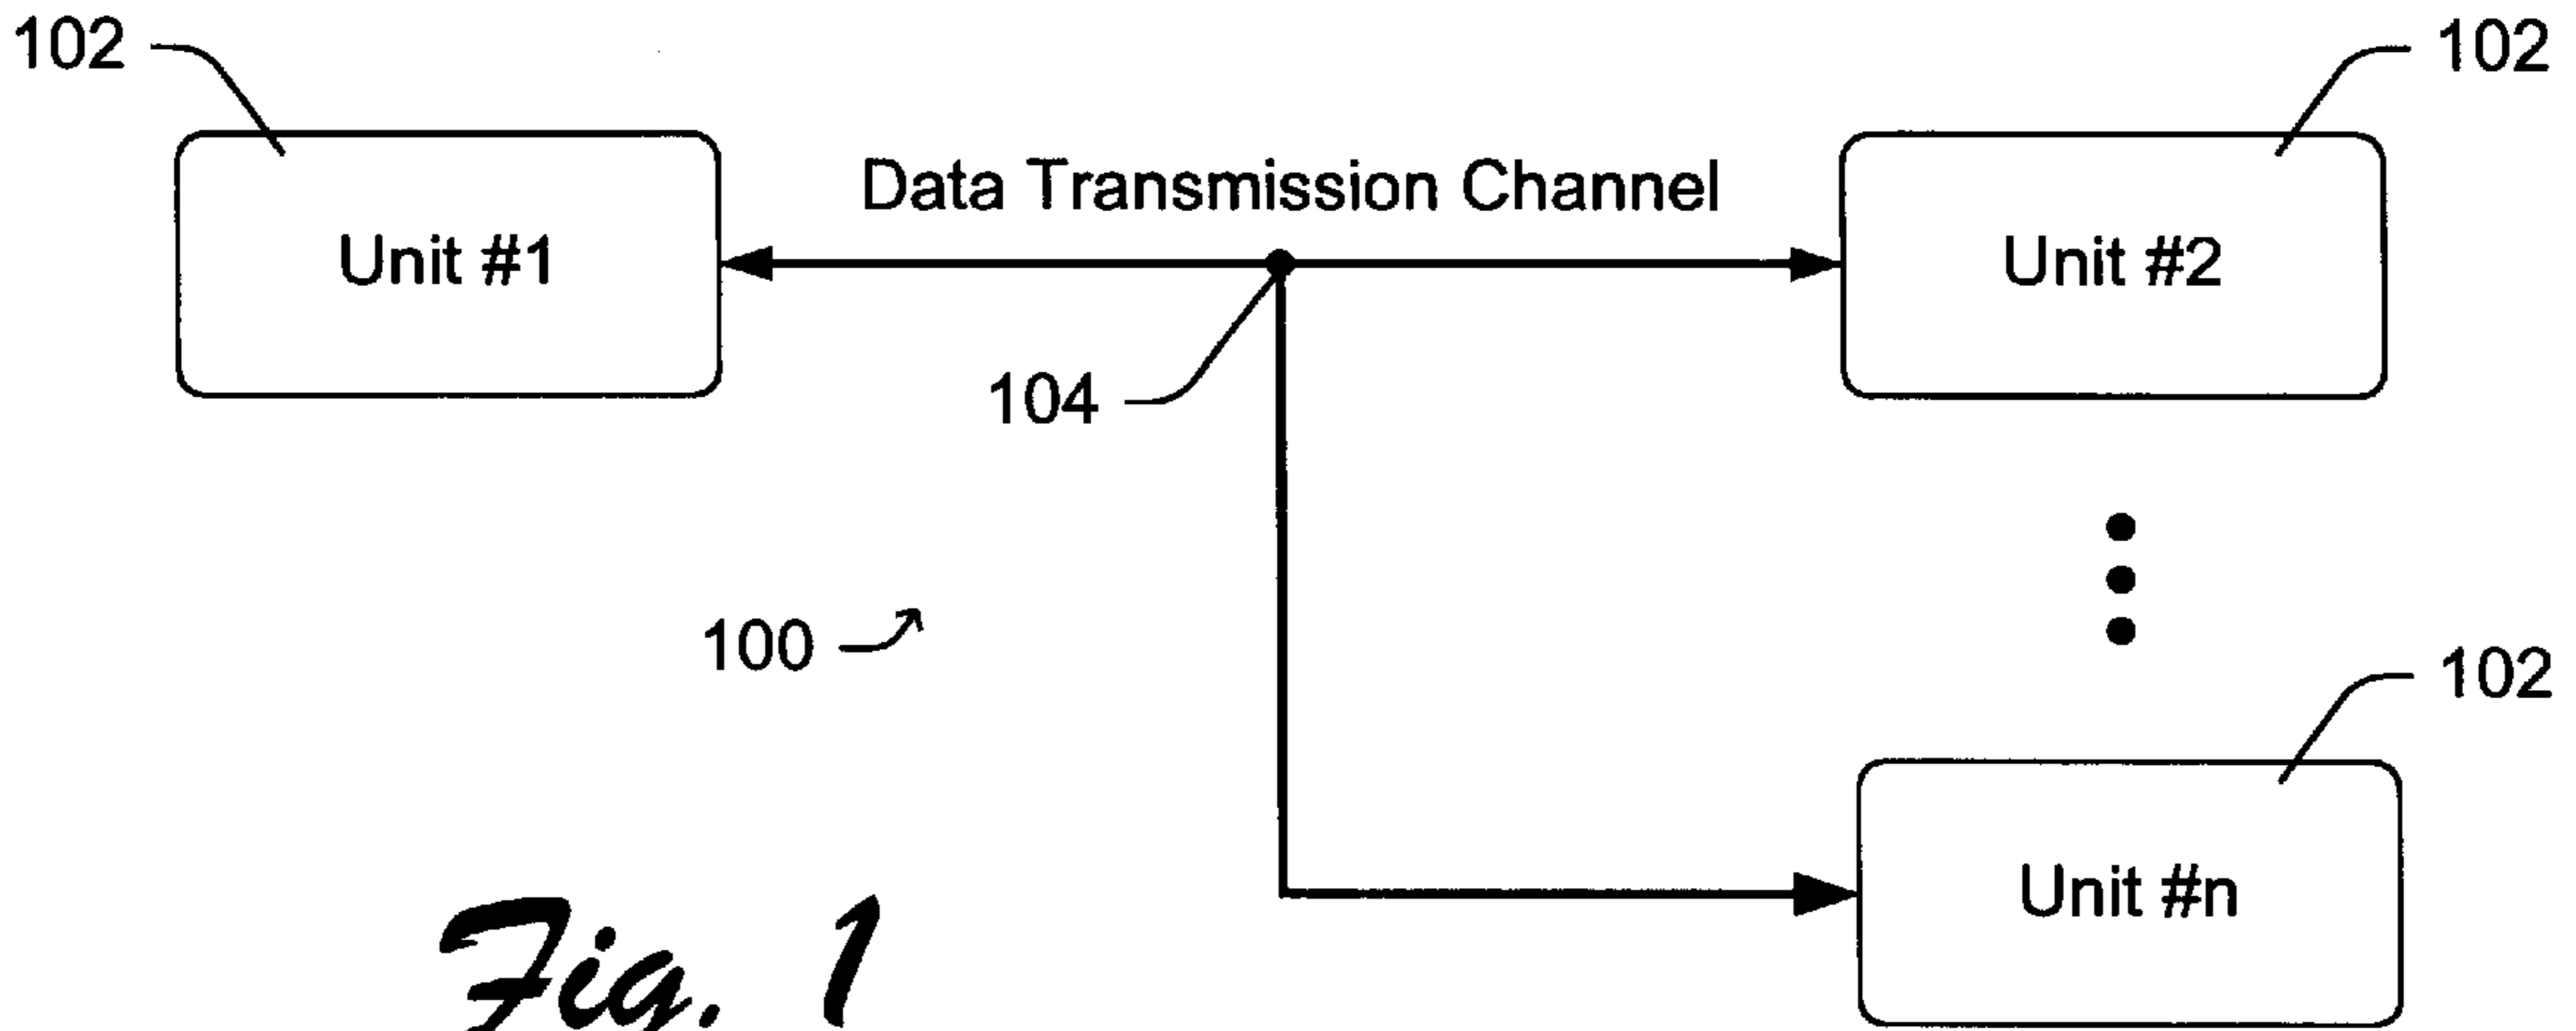 102
102
Data Transmission Channel
Unit #1
Unit #2
104
100
102
Unit #n
Fig. 1